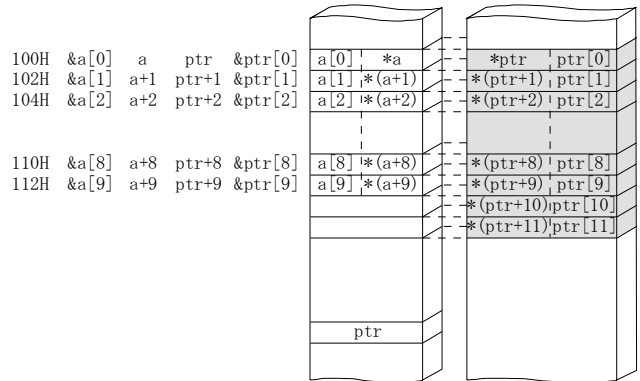 100H &a[0] a ptr &ptr[0] a[0] *a *ptr ptr[0]
102H &a[1] a+1 ptr+1 &ptr[1] a[1] *(a+1) *(ptr+1) ptr[1]
104H &a[2] a+2 ptr+2 &ptr[2] a[2] *(a+2) *(ptr+2) ptr[2]
110H &a[8] a+8 ptr+8 &ptr[8] a[8] *(a+8) *(ptr+8) ptr[8]
112H &a[9] a+9 ptr+9 &ptr[9] a[9] *(a+9) *(ptr+9) ptr[9]
*(ptr+10) ptr[10]
*(ptr+11) ptr[11]
ptr